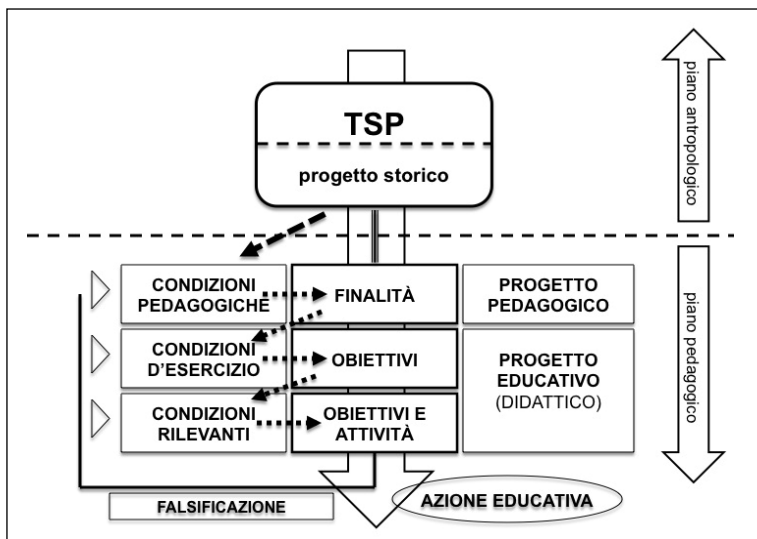 TSP
progetto storico
piano antropologico
CONDIZIONI
PEDAGOGICHE
FINALITÀ
PROGETTO
PEDAGOGICO
CONDIZIONI
D'ESERCIZIO
OBIETTIVI
PROGETTO
EDUCATIVO
(DIDATTICO)
CONDIZIONI
RILEVANTI
OBIETTIVI E
ATTIVITÀ
piano pedagogico
FALSIFICAZIONE
AZIONE EDUCATIVA